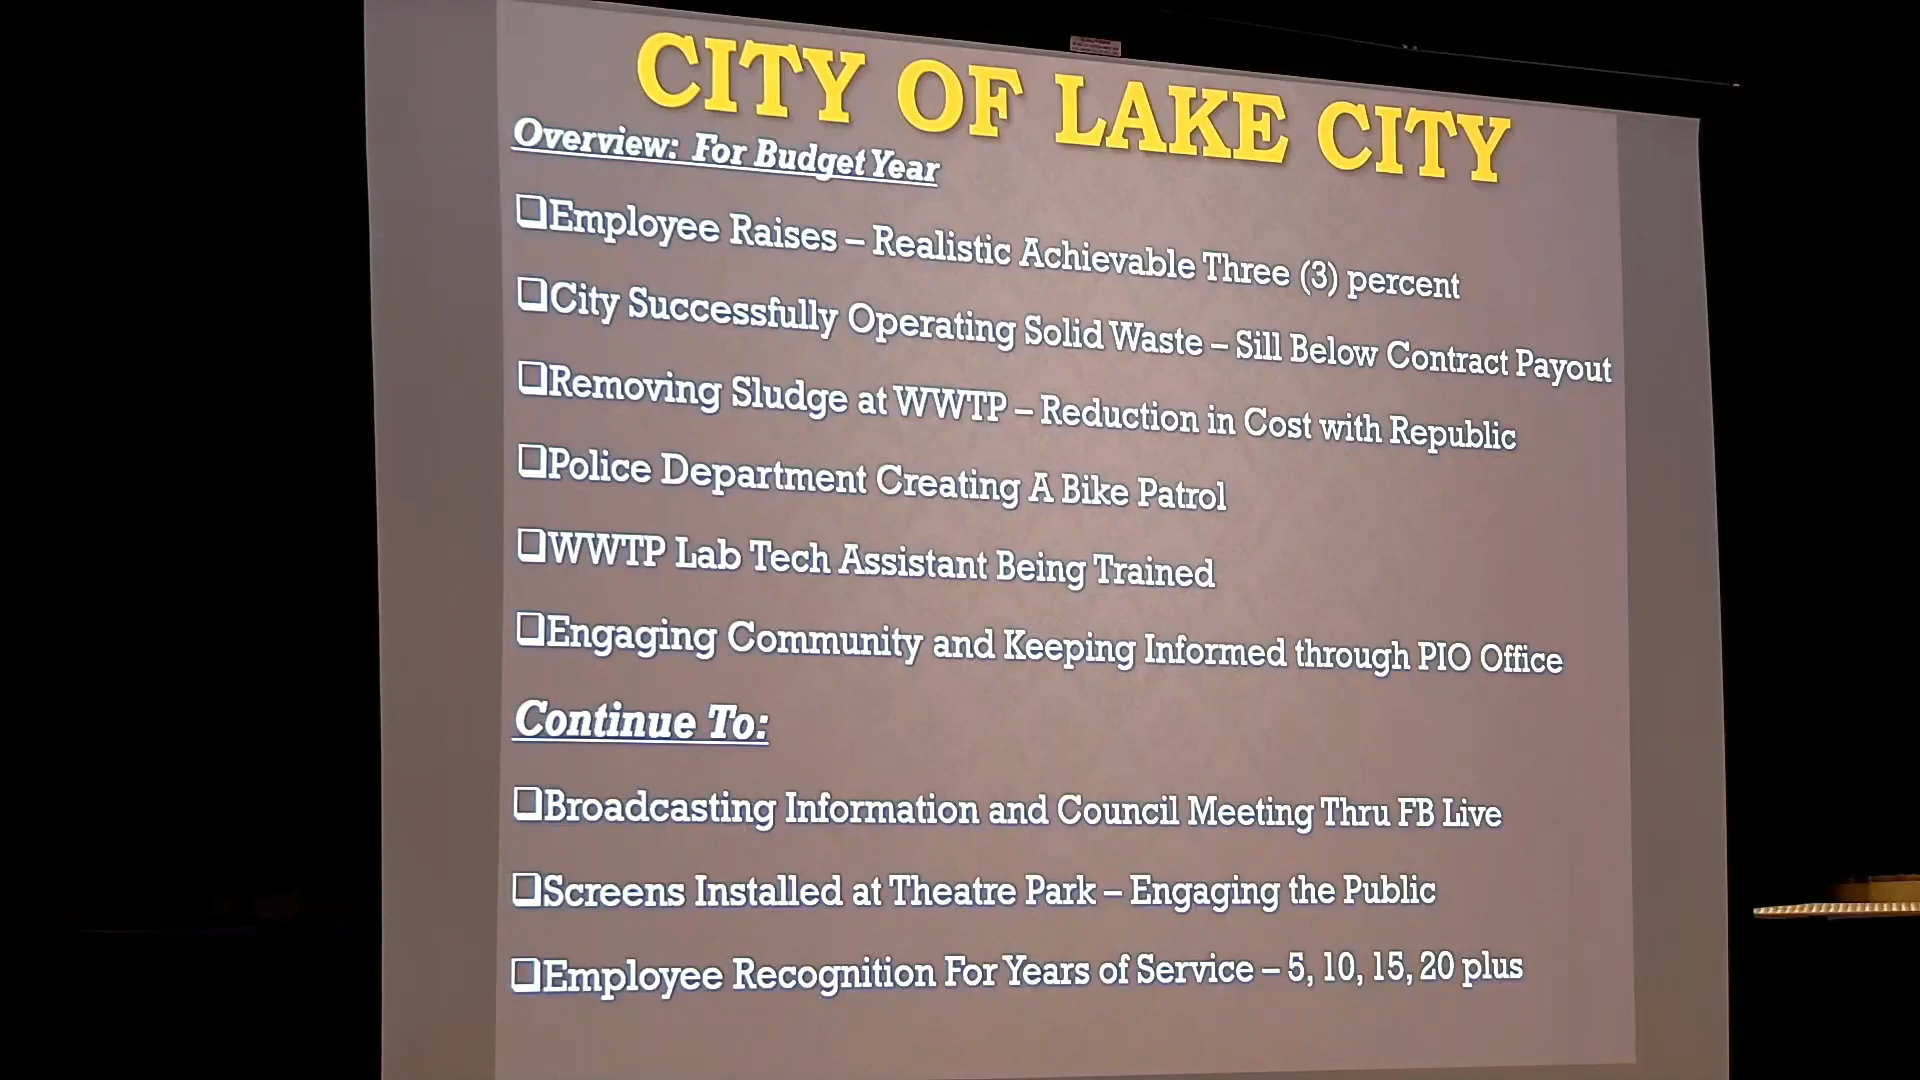 CITY OF LAKE CITY
Overview: For Budget Year
❑Employee Raises – Realistic Achievable Three (3) percent
❑City Successfully Operating Solid Waste – Sill Below Contract Payout
❑Removing Sludge at WWTP – Reduction in Cost with Republic
❑Police Department Creating A Bike Patrol
❑WWTP Lab Tech Assistant Being Trained
❑Engaging Community and Keeping Informed through PIO Office
Continue To:
❑Broadcasting Information and Council Meeting Thru FB Live
❑Screens Installed at Theatre Park – Engaging the Public
❑Employee Recognition For Years of Service – 5, 10, 15, 20 plus